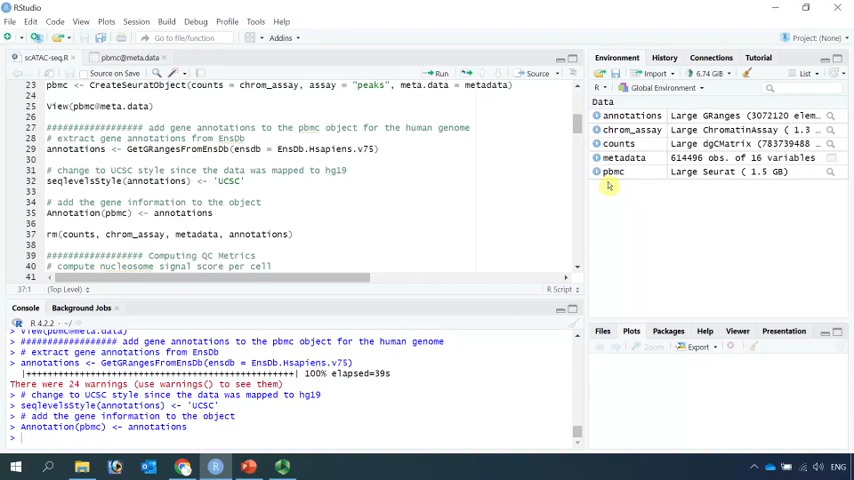 RStudio
File Edit Code View Plots Session Build Debug Profile Tools Help
Go to file/function
Addins
Project: (None)
scATAC-seq.R
pbmc@meta.data
Source on Save
Run
Source
23 pbmc <- CreateSeuratObject(counts = chrom_assay, assay = "peaks", meta.data = metadata)
24
25 View(pbmc@meta.data)
26
27 ################# add gene annotations to the pbmc object for the human genome
28 # extract gene annotations from EnsDb
29 annotations <- GetGRangesFromEnsDb(ensdb = EnsDb.Hsapiens.v75)
30
31 # change to UCSC style since the data was mapped to hg19
32 seqlevelsStyle(annotations) <- 'UCSC'
33
34 # add the gene information to the object
35 Annotation(pbmc) <- annotations
36
37 rm(counts, chrom_assay, metadata, annotations)
38
39 ################# Computing QC Metrics
40 # compute nucleosome signal score per cell
41
37:1 (Top Level) R Script
Console Background Jobs
R 4.2.2 · ~/
> View(pbmc@meta.data)
> ################# add gene annotations to the pbmc object for the human genome
> # extract gene annotations from EnsDb
> annotations <- GetGRangesFromEnsDb(ensdb = EnsDb.Hsapiens.v75)
|++++++++++++++++++++++++++++++++++++++++++++++++++| 100% elapsed=39s
There were 24 warnings (use warnings() to see them)
> # change to UCSC style since the data was mapped to hg19
> seqlevelsStyle(annotations) <- 'UCSC'
> # add the gene information to the object
> Annotation(pbmc) <- annotations
>
Environment History Connections Tutorial
Import 6.74 GiB List
R Global Environment
Data
annotations Large GRanges (3072120 elem…
chrom_assay Large ChromatinAssay ( 1.3 …
counts Large dgCMatrix (783739488 …
metadata 614496 obs. of 16 variables
pbmc Large Seurat ( 1.5 GB)
Files Plots Packages Help Viewer Presentation
Zoom Export